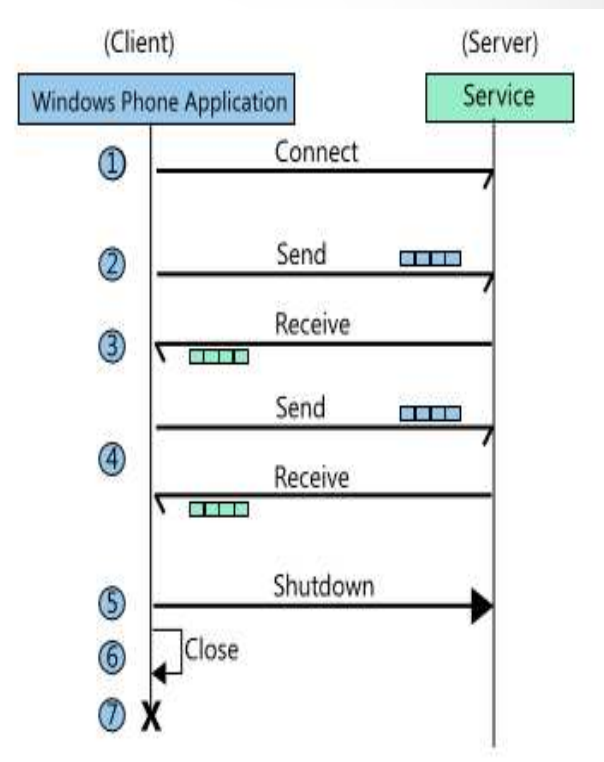 (Client) (Server)
Windows Phone Application Service
1 Connect
2 Send
3 Receive
Send
4
Receive
5 Shutdown
6 Close
7 X